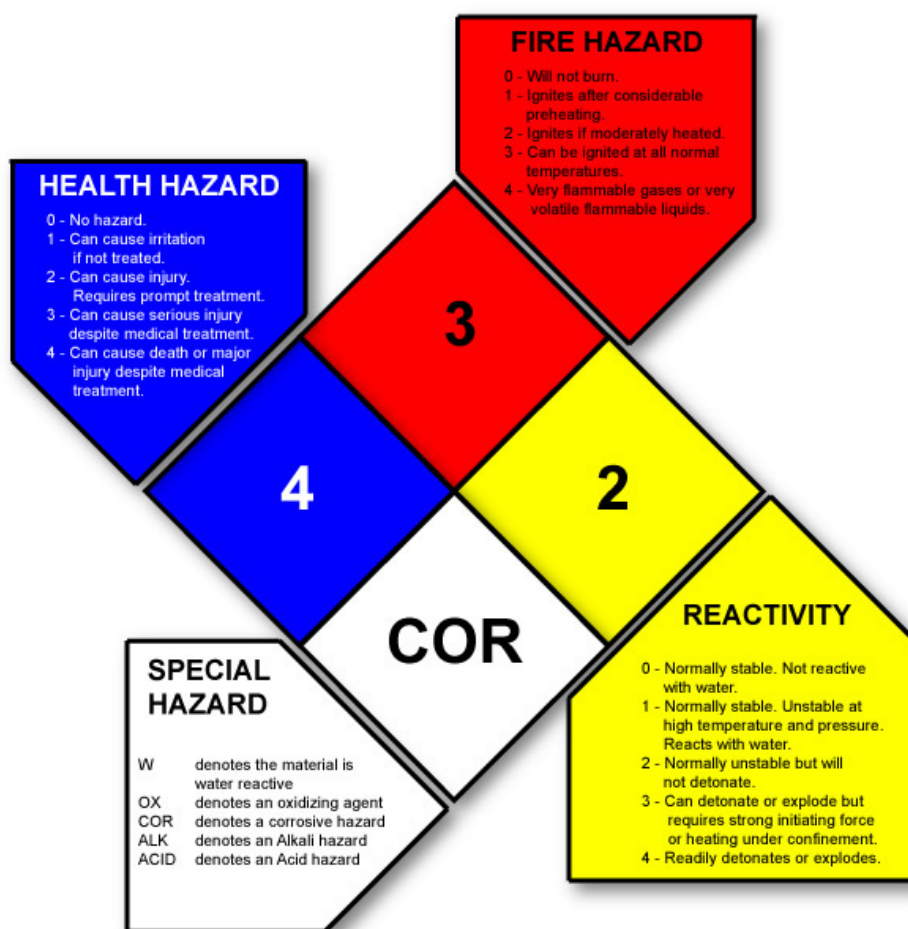 FIRE HAZARD
0 - Will not burn.
1 - Ignites after considerable
preheating.
2 - Ignites if moderately heated.
3 - Can be ignited at all normal
temperatures.
4 - Very flammable gases or very
volatile flammable liquids.
HEALTH HAZARD
0 - No hazard.
1 - Can cause irritation
if not treated.
2 - Can cause injury.
Requires prompt treatment.
3 - Can cause serious injury
despite medical treatment.
4 - Can cause death or major
injury despite medical
treatment.
3
4
2
COR
REACTIVITY
0 - Normally stable. Not reactive
with water.
1 - Normally stable. Unstable at
high temperature and pressure.
Reacts with water.
2 - Normally unstable but will
not detonate.
3 - Can detonate or explode but
requires strong initiating force
or heating under confinement.
4 - Readily detonates or explodes.
SPECIAL
HAZARD
W denotes the material is
water reactive
OX denotes an oxidizing agent
COR denotes a corrosive hazard
ALK denotes an Alkali hazard
ACID denotes an Acid hazard